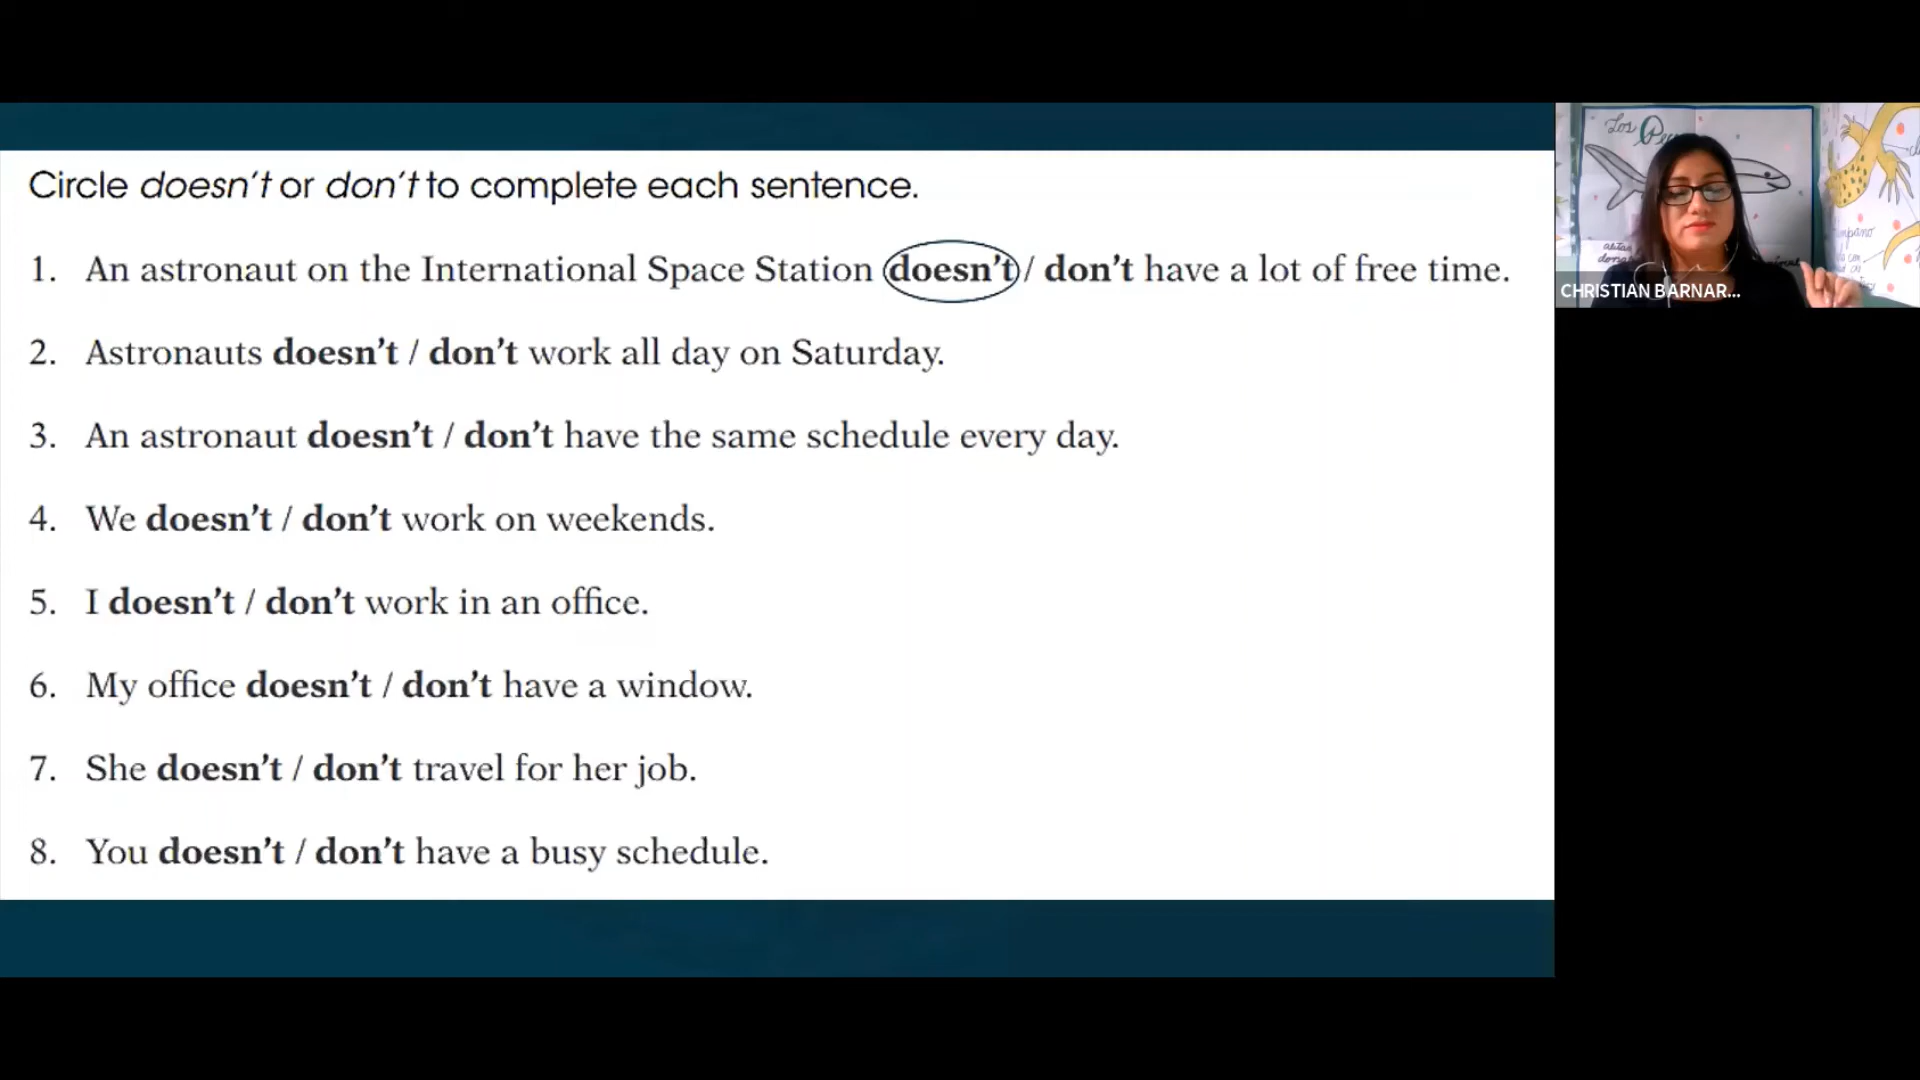 Circle doesn't or don't to complete each sentence.
1. An astronaut on the International Space Station doesn't / don't have a lot of free time.
2. Astronauts doesn't / don't work all day on Saturday.
3. An astronaut doesn't / don't have the same schedule every day.
4. We doesn't / don't work on weekends.
5. I doesn't / don't work in an office.
6. My office doesn't / don't have a window.
7. She doesn't / don't travel for her job.
8. You doesn't / don't have a busy schedule.
Los
CHRISTIAN BARNAR...